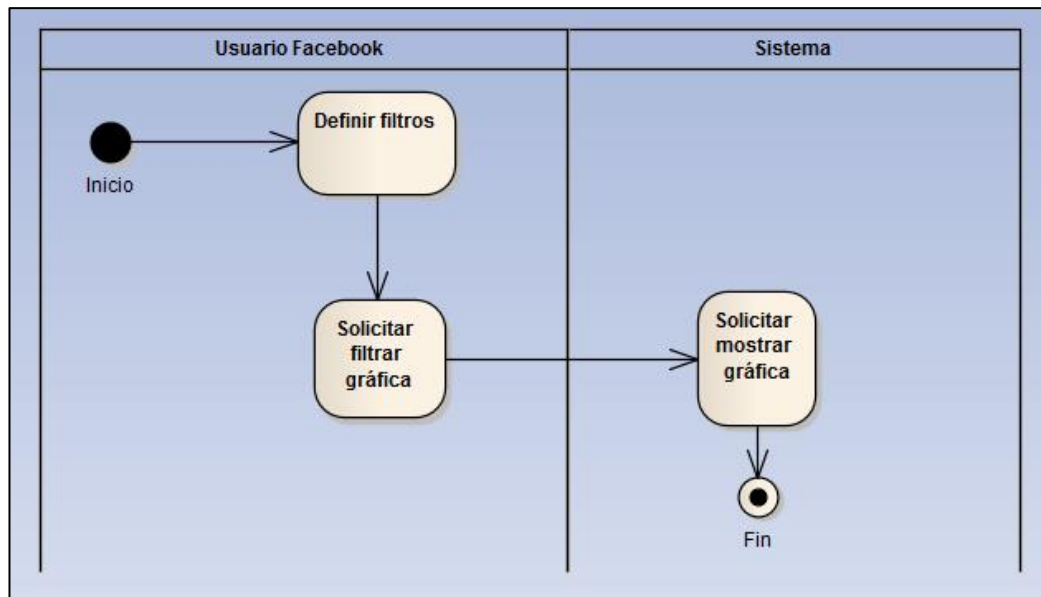 Usuario Facebook
Sistema
Definir filtros
Inicio
Solicitar
filtrar
gráfica
Solicitar
mostrar
gráfica
Fin